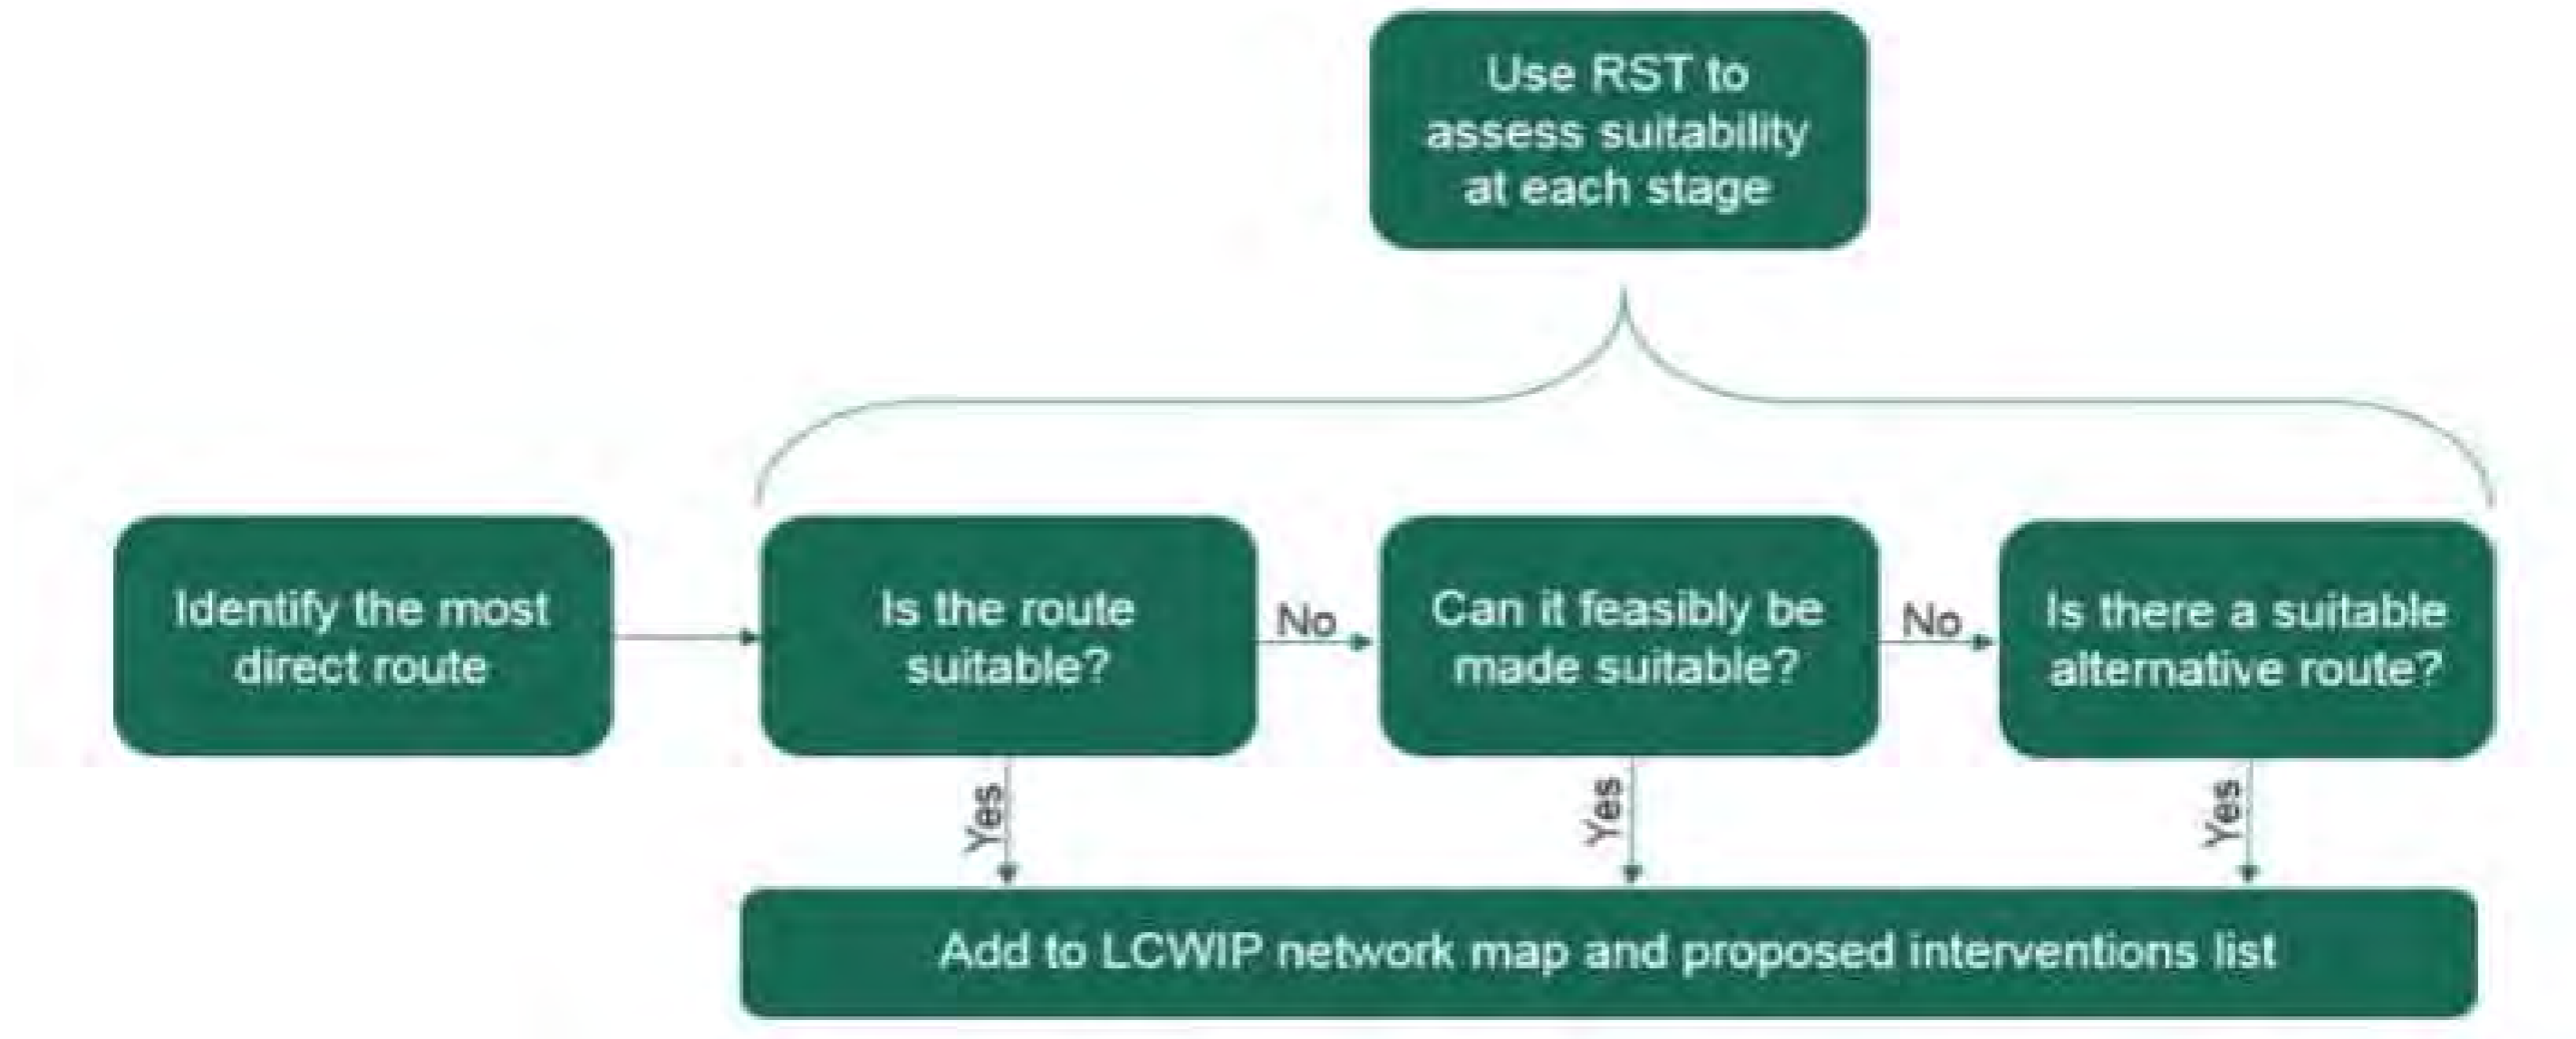 Use RST to
assess suitability
at each stage
Identify the most
direct route
Is the route
suitable?
No
Can it feasibly be
made suitable?
No
Is there a suitable
alternative route?
Yes
Yes
Yes
Add to LCWIP network map and proposed interventions list